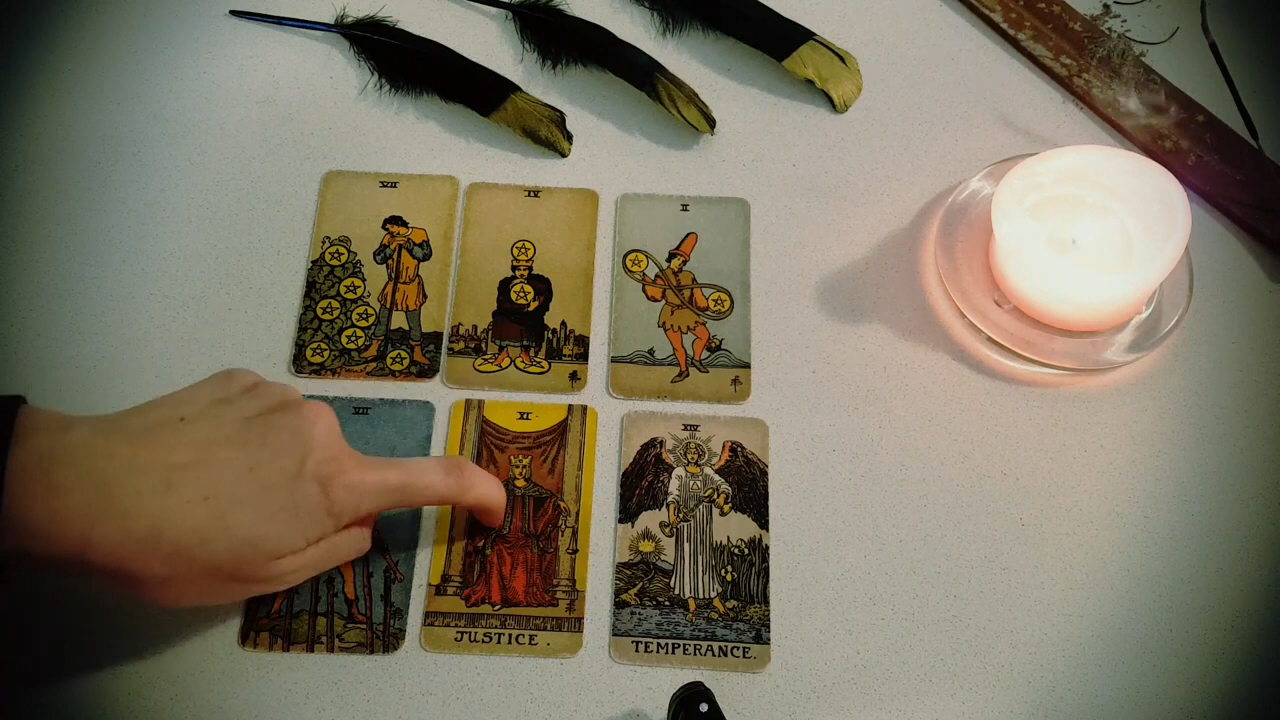 VII
IV
II
VII
XI
XIV
JUSTICE .
TEMPERANCE.